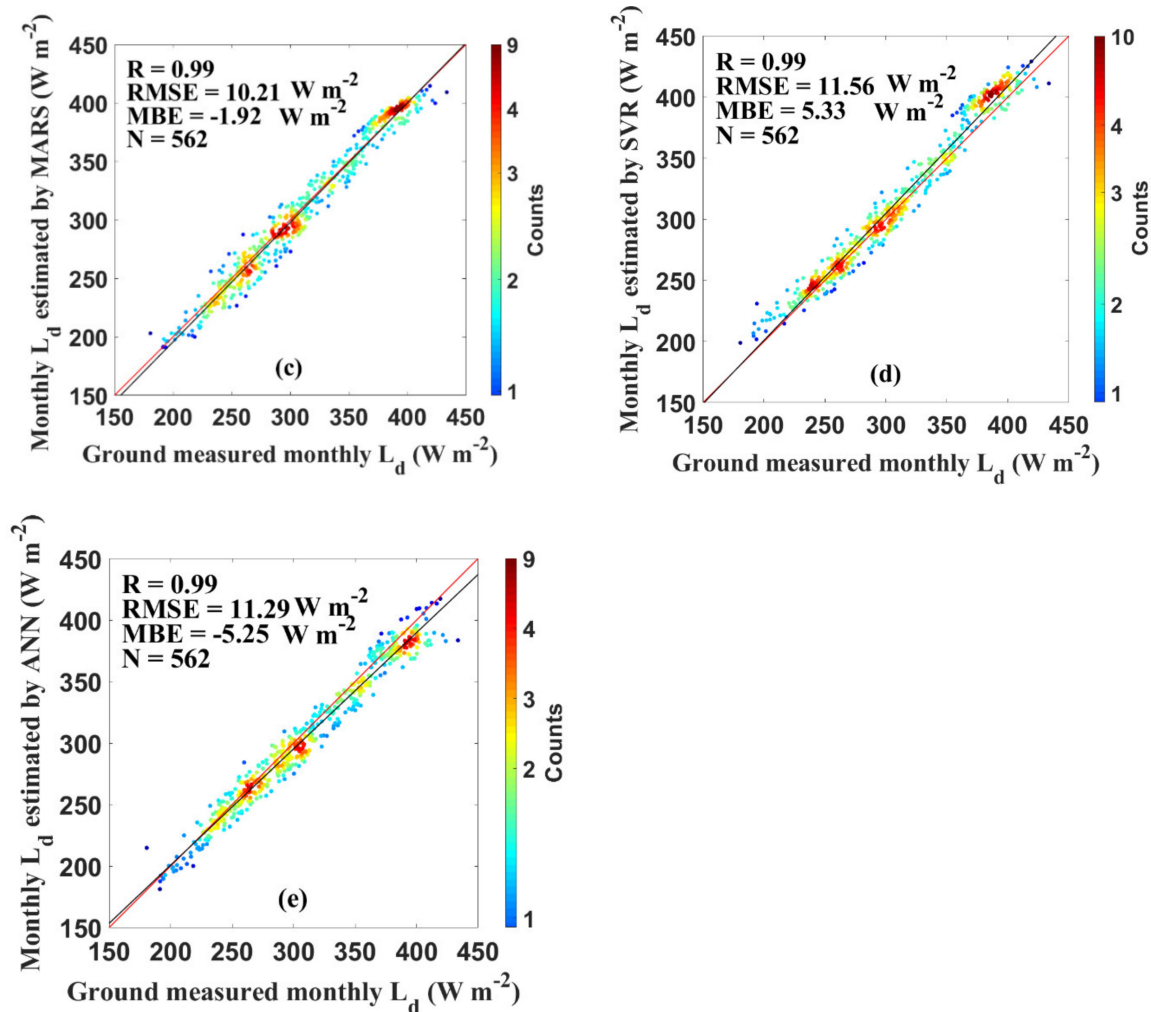 Monthly L_d estimated by MARS (W m^-2)
450
400
350
300
250
200
150
R = 0.99
RMSE = 10.21 W m^-2
MBE = -1.92 W m^-2
N = 562
(c)
150 200 250 300 350 400 450
Ground measured monthly L_d (W m^-2)
9
4
3
2
1
Counts
Monthly L_d estimated by SVR (W m^-2)
450
400
350
300
250
200
150
R = 0.99
RMSE = 11.56 W m^-2
MBE = 5.33 W m^-2
N = 562
(d)
150 200 250 300 350 400 450
Ground measured monthly L_d (W m^-2)
10
4
3
2
1
Counts
Monthly L_d estimated by ANN (W m^-2)
450
400
350
300
250
200
150
R = 0.99
RMSE = 11.29 W m^-2
MBE = -5.25 W m^-2
N = 562
(e)
150 200 250 300 350 400 450
Ground measured monthly L_d (W m^-2)
9
4
3
2
1
Counts